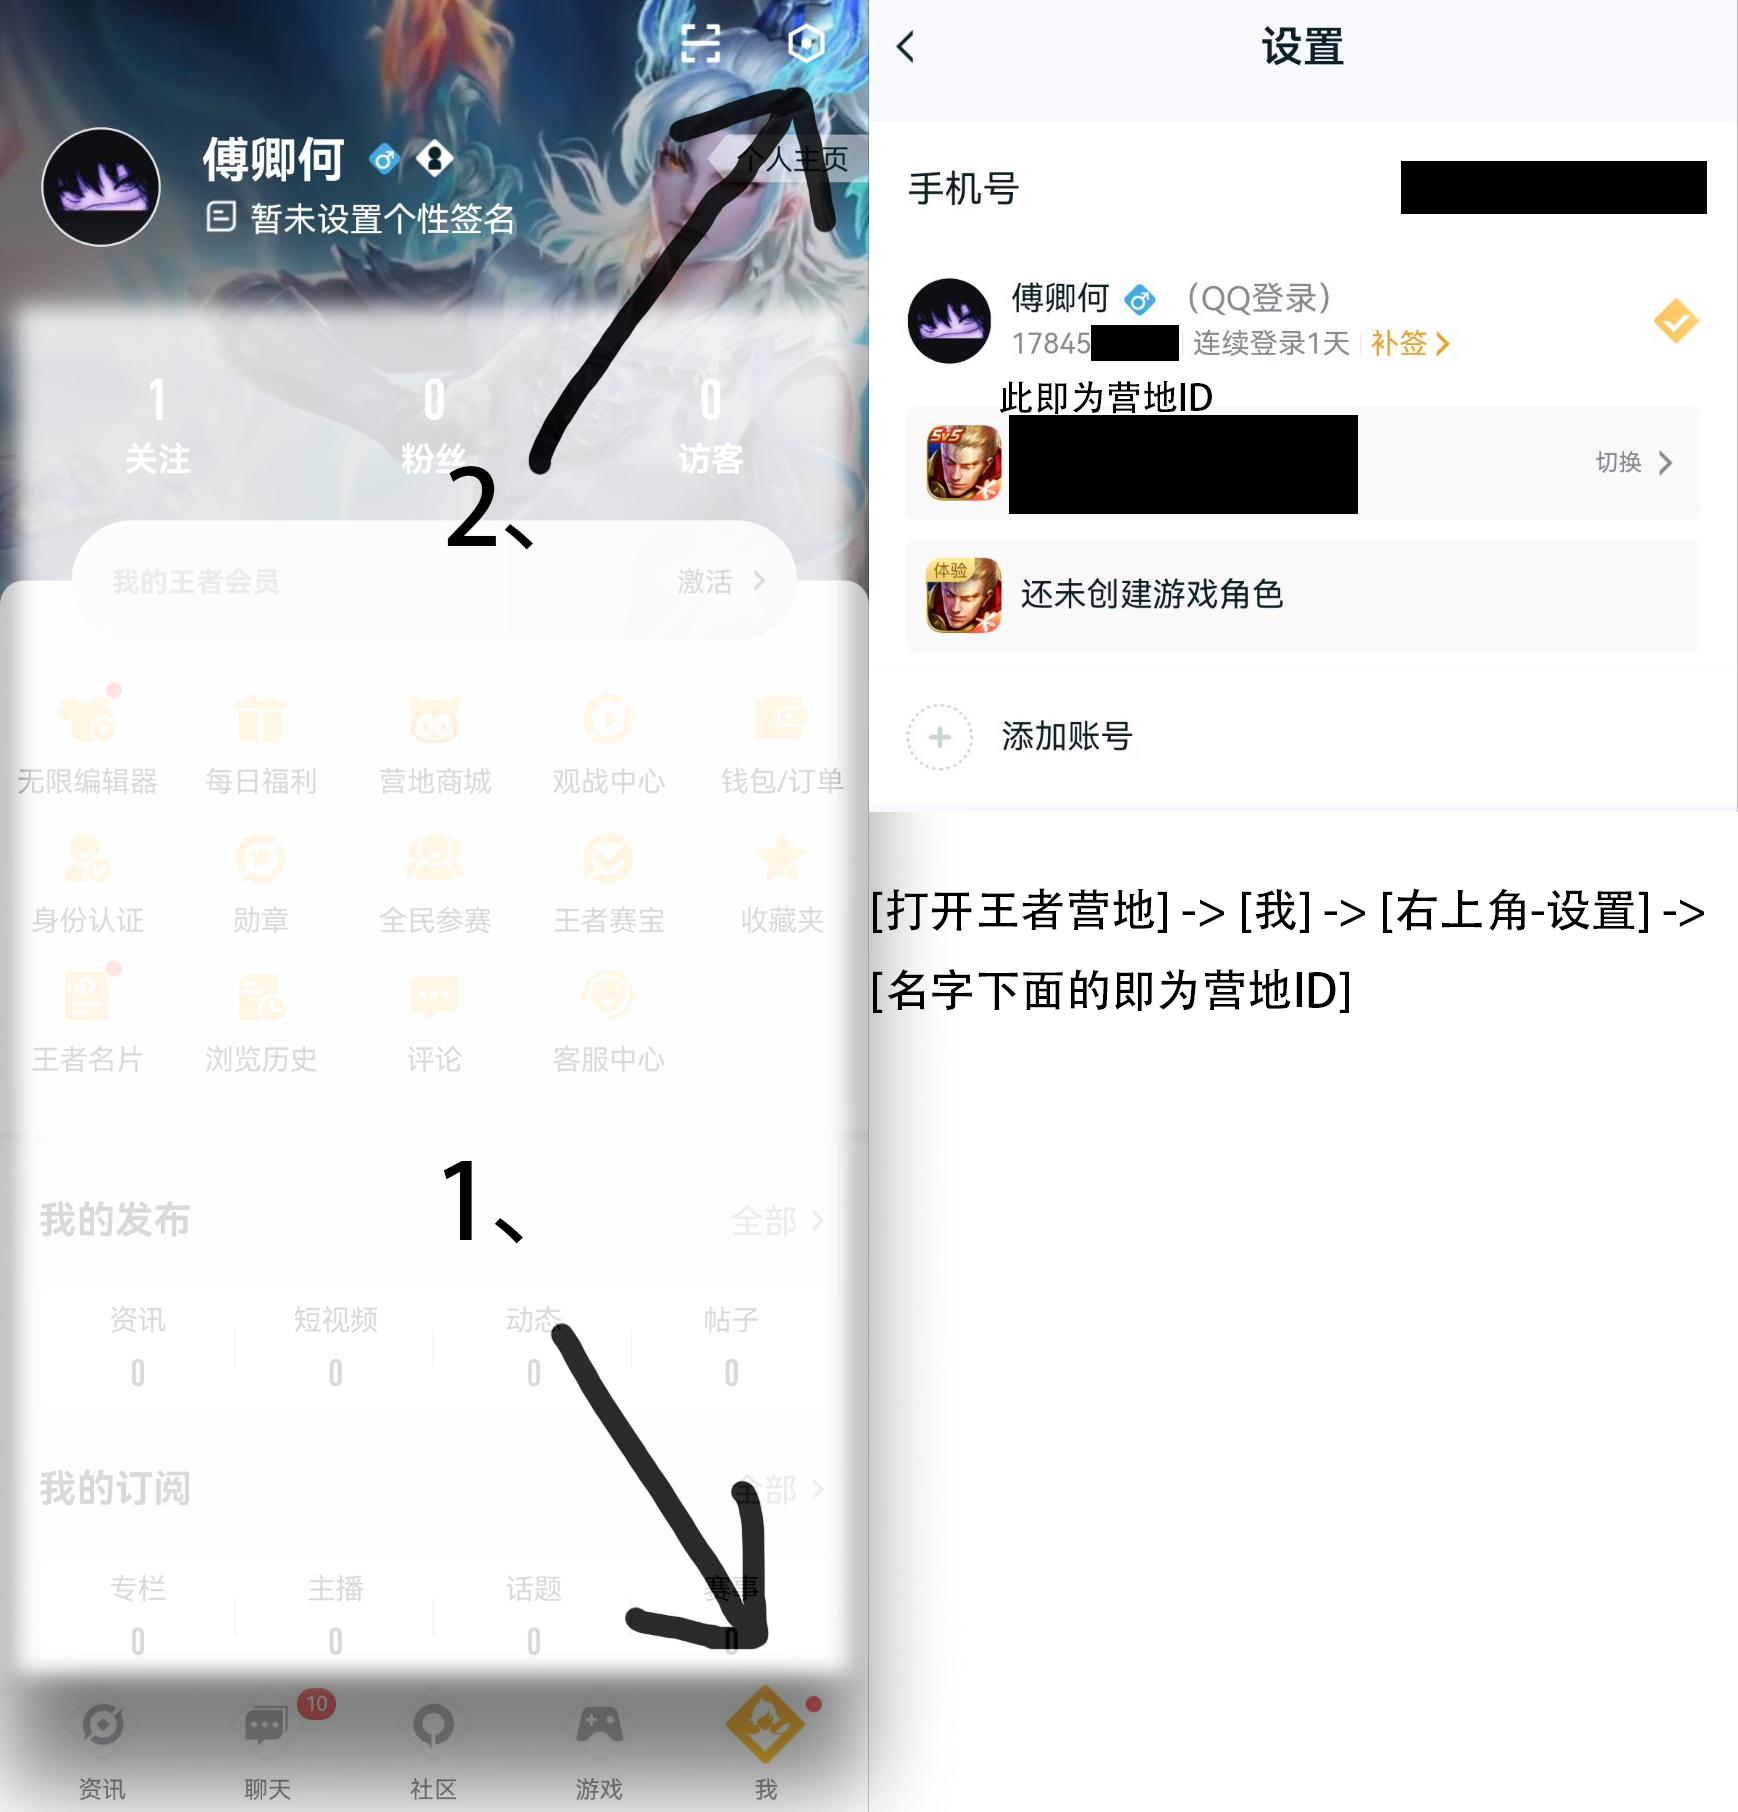 傅卿何
个人主页
暂未设置个性签名
1
0
0
关注
粉丝
访客
2、
我的王者会员
激活
无限编辑器
每日福利
营地商城
观战中心
钱包/订单
身份认证
勋章
全民参赛
王者赛宝
收藏夹
王者名片
浏览历史
评论
客服中心
1、
我的发布
全部
资讯
短视频
动态
帖子
0
0
0
0
我的订阅
全部
专栏
主播
话题
赛事
0
0
0
0
10
资讯
聊天
社区
游戏
我
设置
手机号
傅卿何
（QQ登录）
17845
连续登录1天
补签
此即为营地ID
5v5
切换
体验
还未创建游戏角色
添加账号
[打开王者营地] -> [我] -> [右上角-设置] ->
[名字下面的即为营地ID]